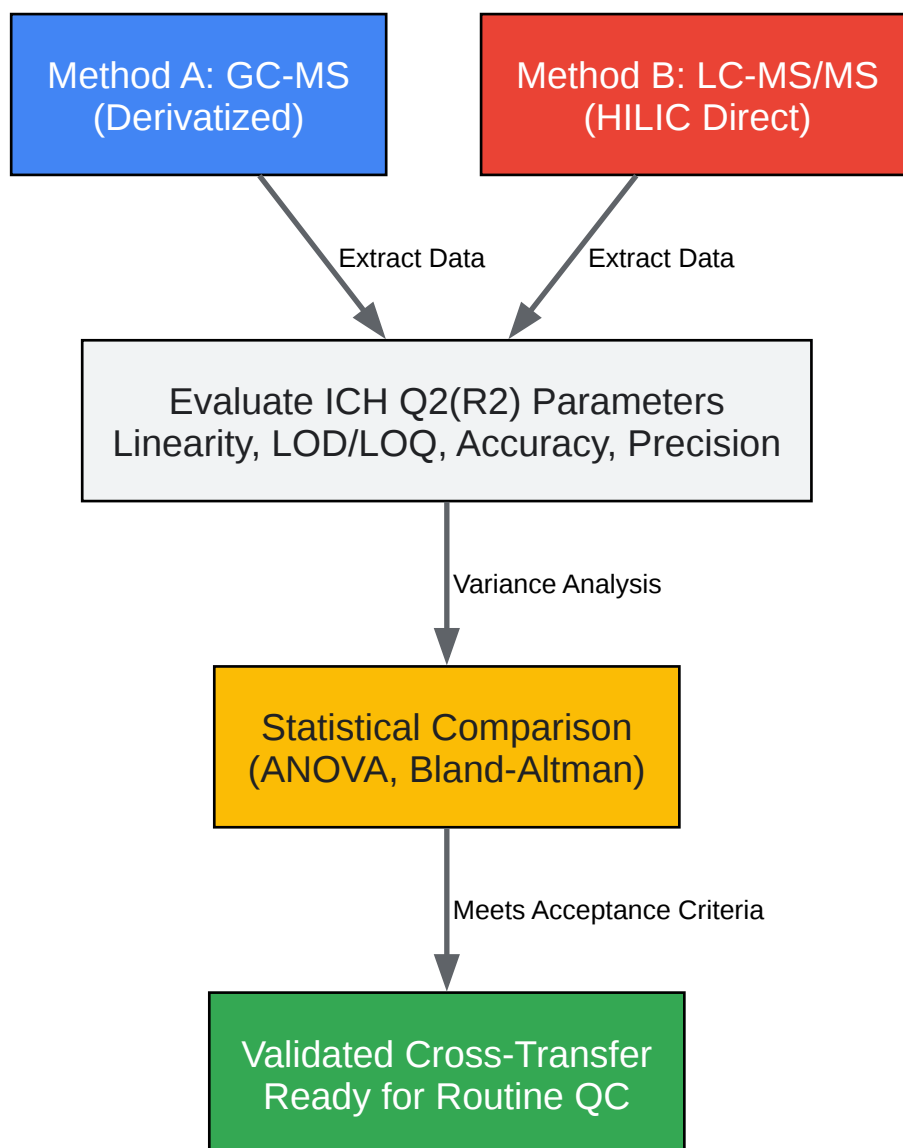 Method A: GC-MS
(Derivatized)
Method B: LC-MS/MS
(HILIC Direct)
Extract Data
Extract Data
Evaluate ICH Q2(R2) Parameters
Linearity, LOD/LOQ, Accuracy, Precision
Variance Analysis
Statistical Comparison
(ANOVA, Bland-Altman)
Meets Acceptance Criteria
Validated Cross-Transfer
Ready for Routine QC